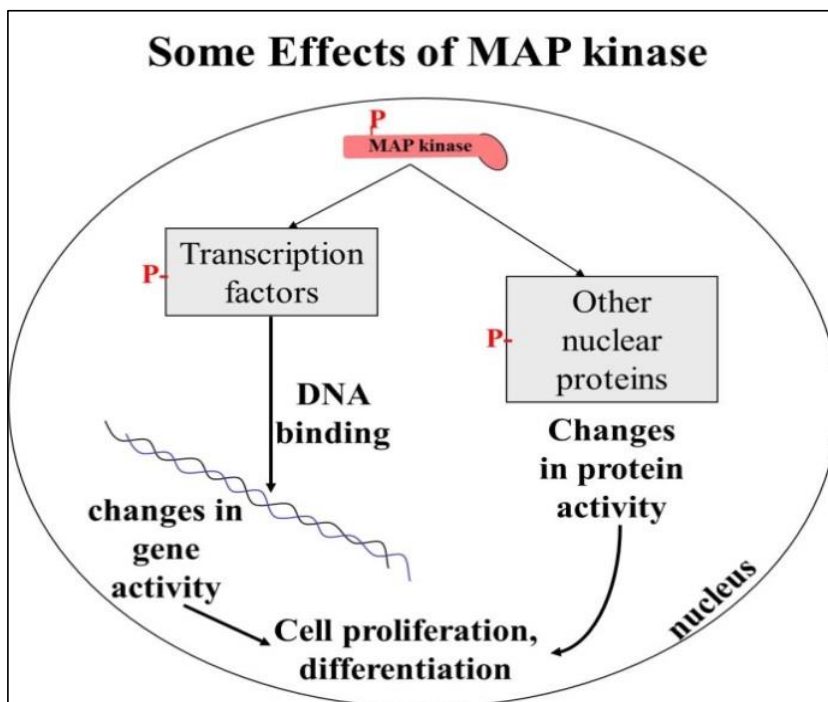 Some Effects of MAP kinase
P
MAP kinase
Transcription
factors
P-
Other
nuclear
proteins
P-
DNA
binding
Changes
in protein
activity
changes in
gene
activity
nucleus
Cell proliferation,
differentiation